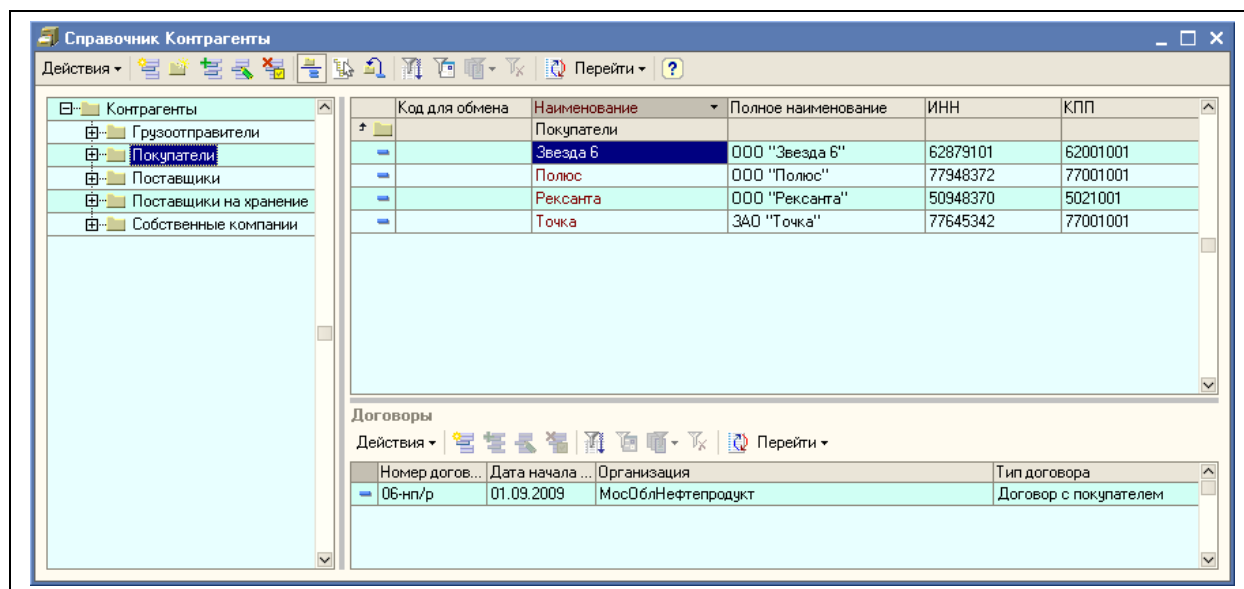 Справочник Контрагенты
Действия Перейти ?
Контрагенты
Грузоотправители
Покупатели
Поставщики
Поставщики на хранение
Собственные компании
Код для обмена Наименование Полное наименование ИНН КПП
Покупатели
Звезда 6 ООО "Звезда 6" 62879101 62001001
Полюс ООО "Полюс" 77948372 77001001
Рексанта ООО "Рексанта" 50948370 5021001
Точка ЗАО "Точка" 77645342 77001001
Договоры
Действия Перейти
Номер догов... Дата начала ... Организация Тип договора
06-нп/р 01.09.2009 МосОблНефтепродукт Договор с покупателем